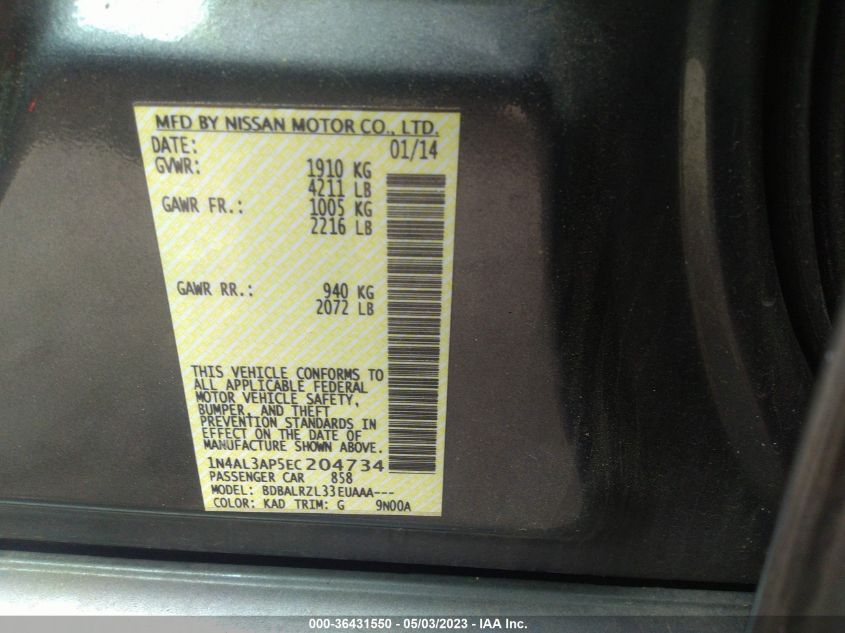 MFD BY NISSAN MOTOR CO., LTD.
DATE: 01/14
GVWR: 1910 KG
4211 LB
GAWR FR.: 1005 KG
2216 LB
GAWR RR.: 940 KG
2072 LB
THIS VEHICLE CONFORMS TO
ALL APPLICABLE FEDERAL
MOTOR VEHICLE SAFETY,
BUMPER, AND THEFT
PREVENTION STANDARDS IN
EFFECT ON THE DATE OF
MANUFACTURE SHOWN ABOVE.
1N4AL3AP5EC204734
PASSENGER CAR 858
MODEL: BDBALRZL33EUAAA---
COLOR: KAD TRIM: G 9N00A
000-36431550 - 05/03/2023 - IAA Inc.